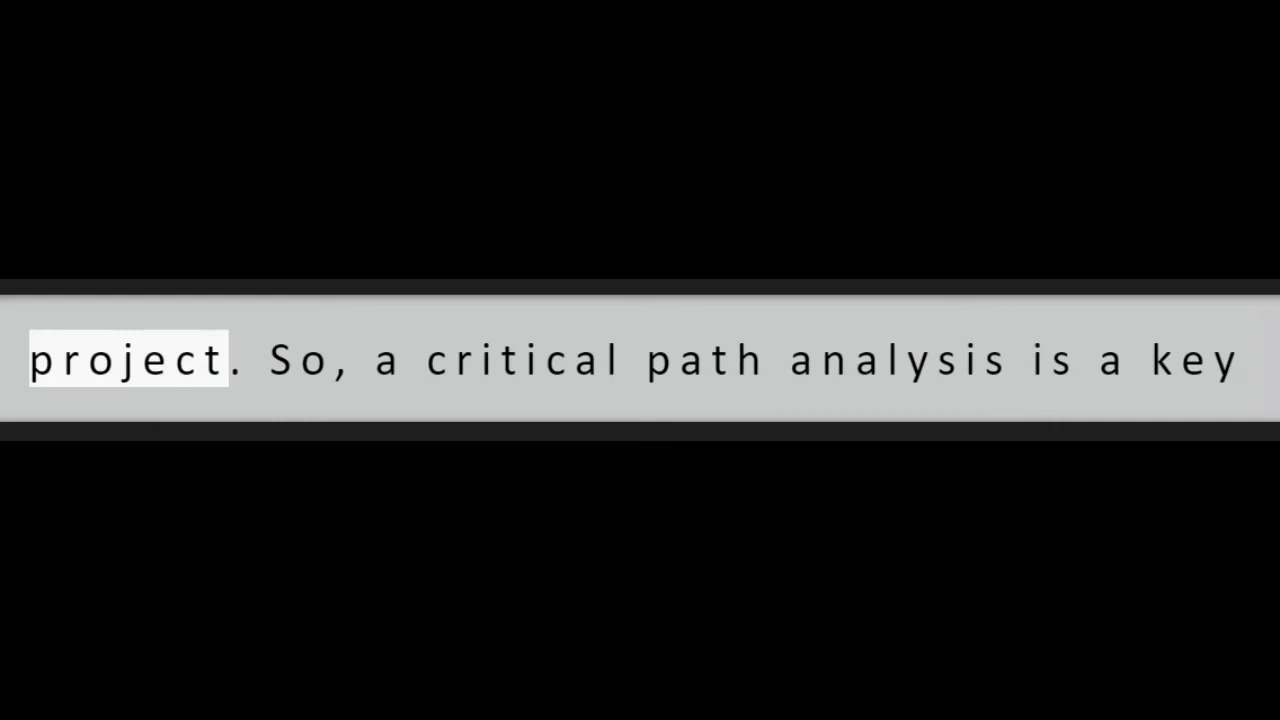 project. So, a critical path analysis is a key